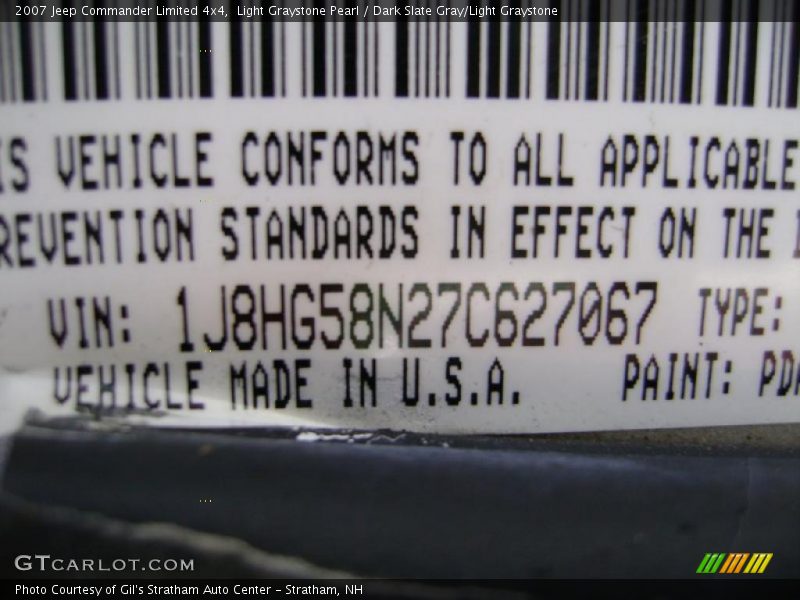 2007 Jeep Commander Limited 4x4, Light Graystone Pearl / Dark Slate Gray/Light Graystone
IS VEHICLE CONFORMS TO ALL APPLICABLE
REVENTION STANDARDS IN EFFECT ON THE
VIN: 1J8HG58N27C627067 TYPE:
VEHICLE MADE IN U.S.A. PAINT: PD
GTCARLOT.COM
Photo Courtesy of Gil's Stratham Auto Center - Stratham, NH